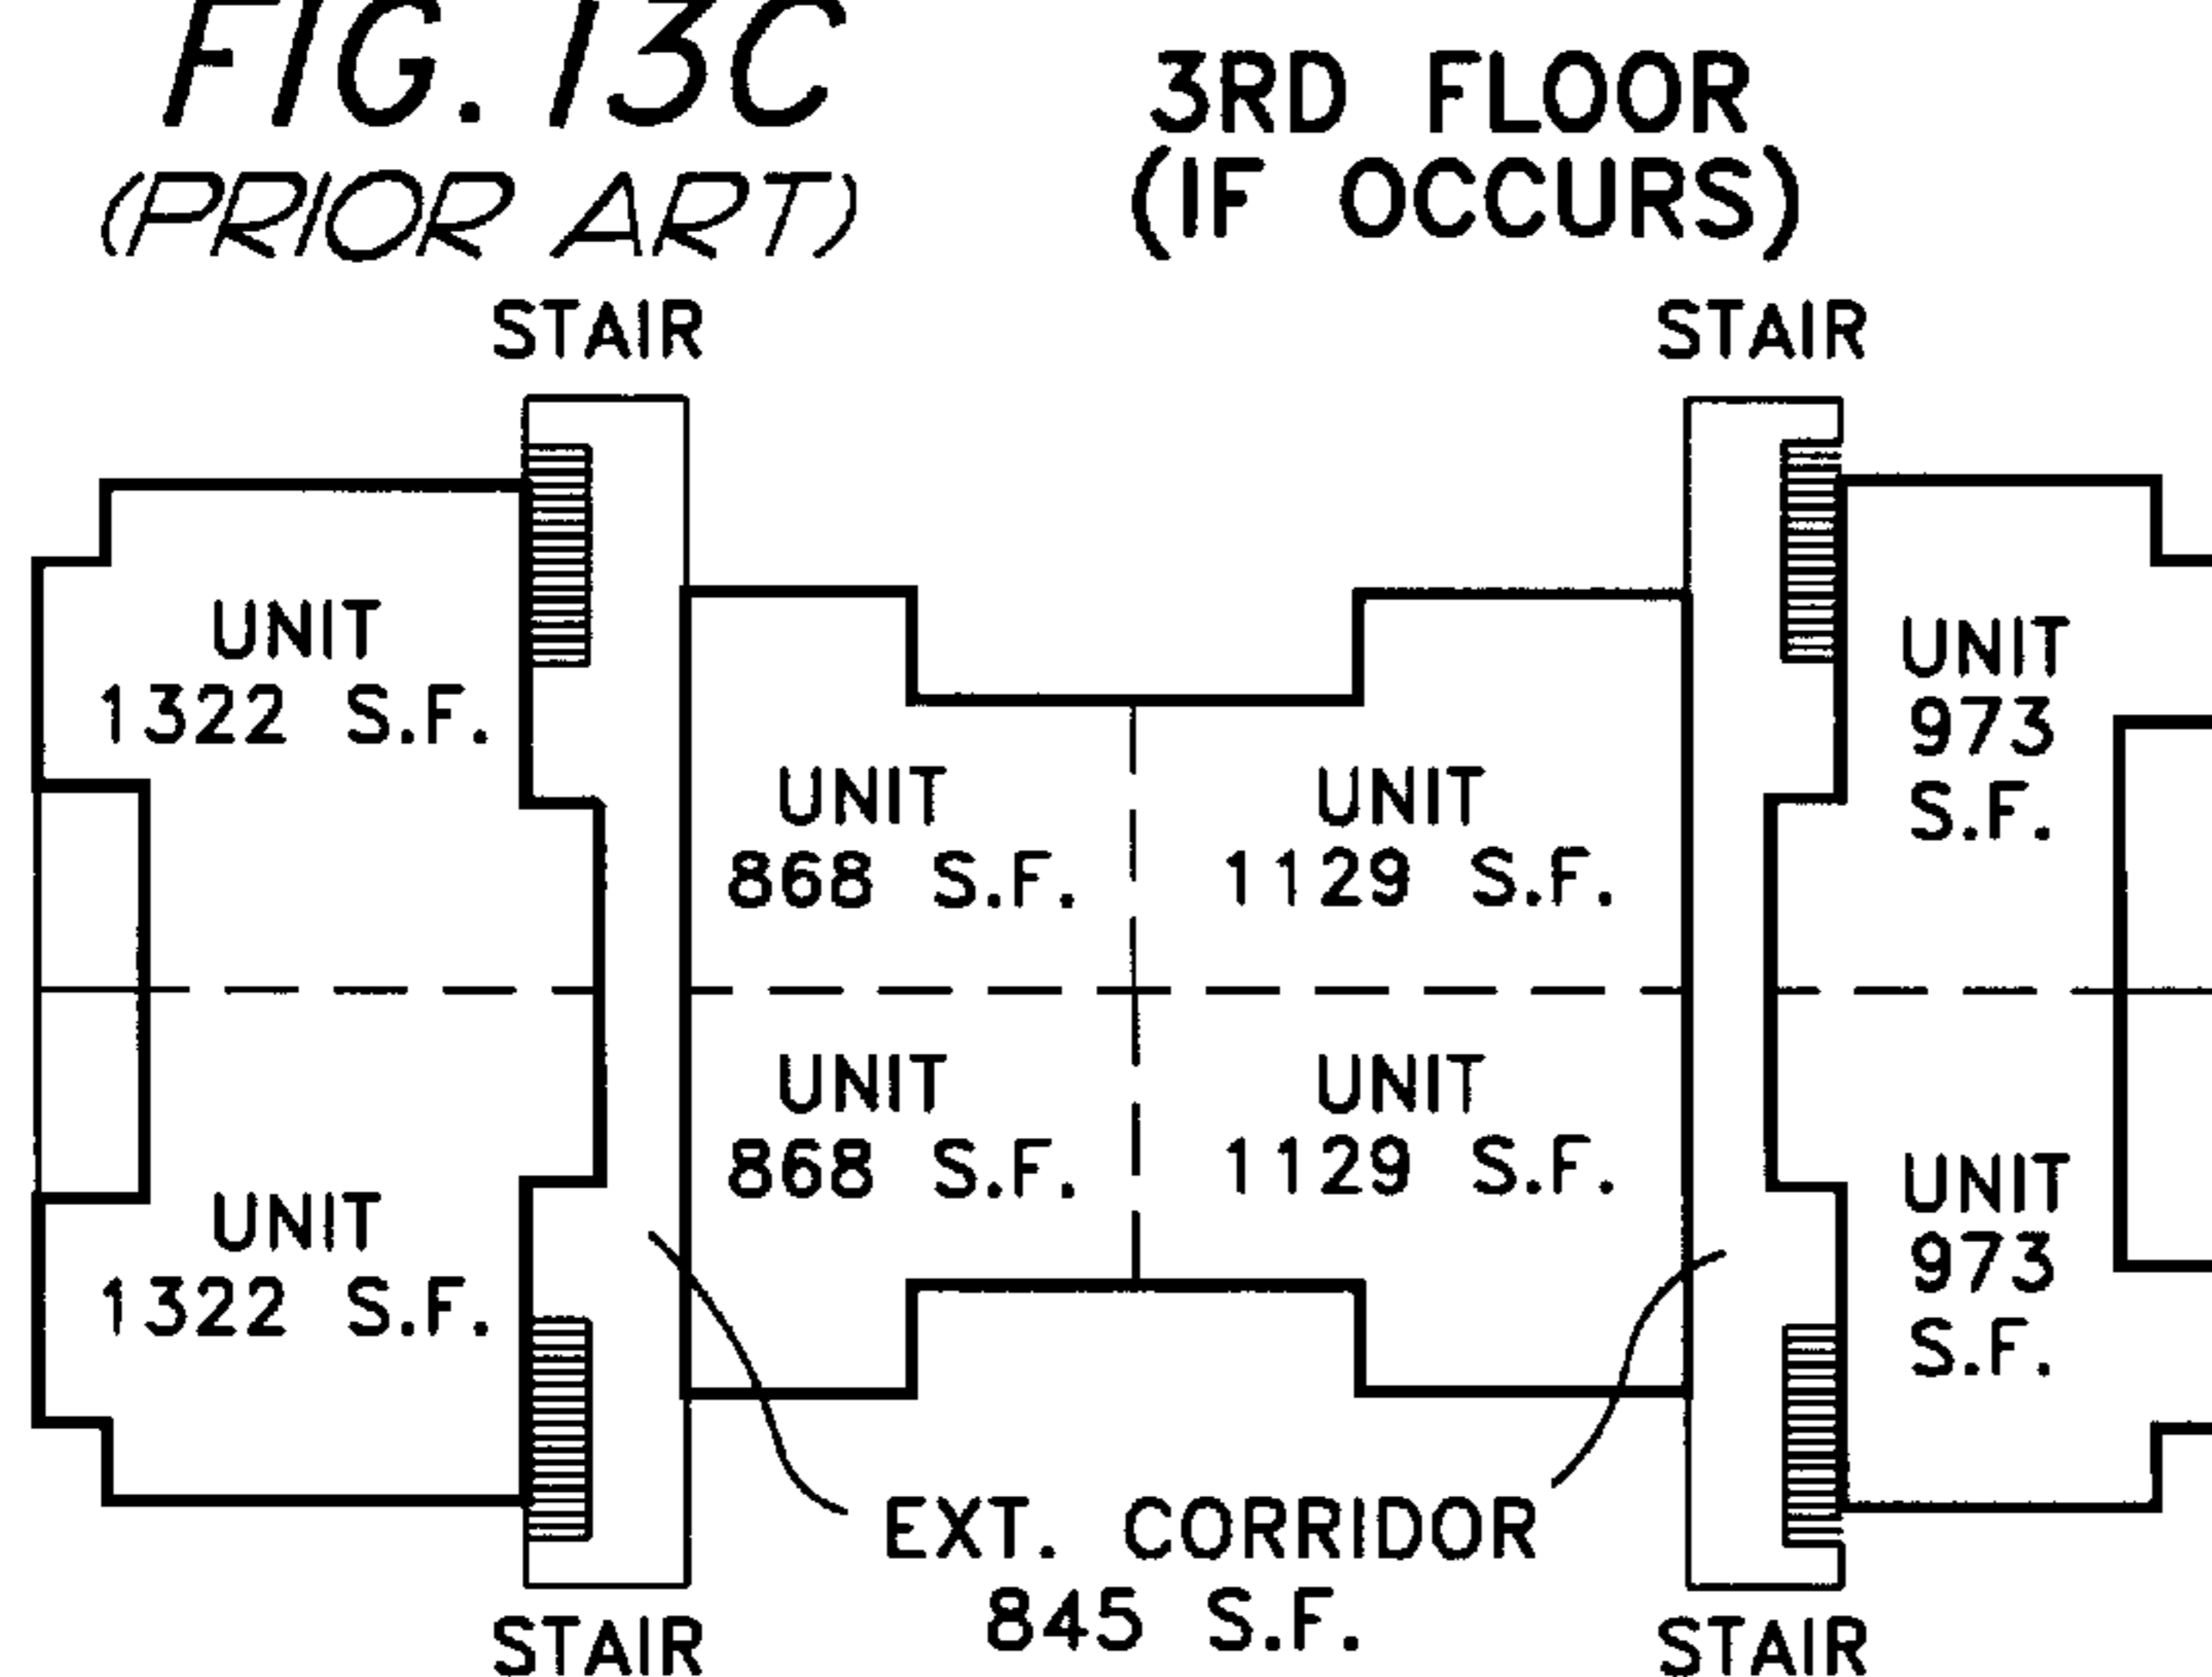 FIG. 13C
(PRIOR ART)
3RD FLOOR
(IF OCCURS)
STAIR
STAIR
UNIT
1322 S.F.
UNIT
868 S.F.
UNIT
1129 S.F.
UNIT
973
S.F.
UNIT
1322 S.F.
UNIT
868 S.F.
UNIT
1129 S.F.
UNIT
973
S.F.
EXT. CORRIDOR
845 S.F.
STAIR
STAIR